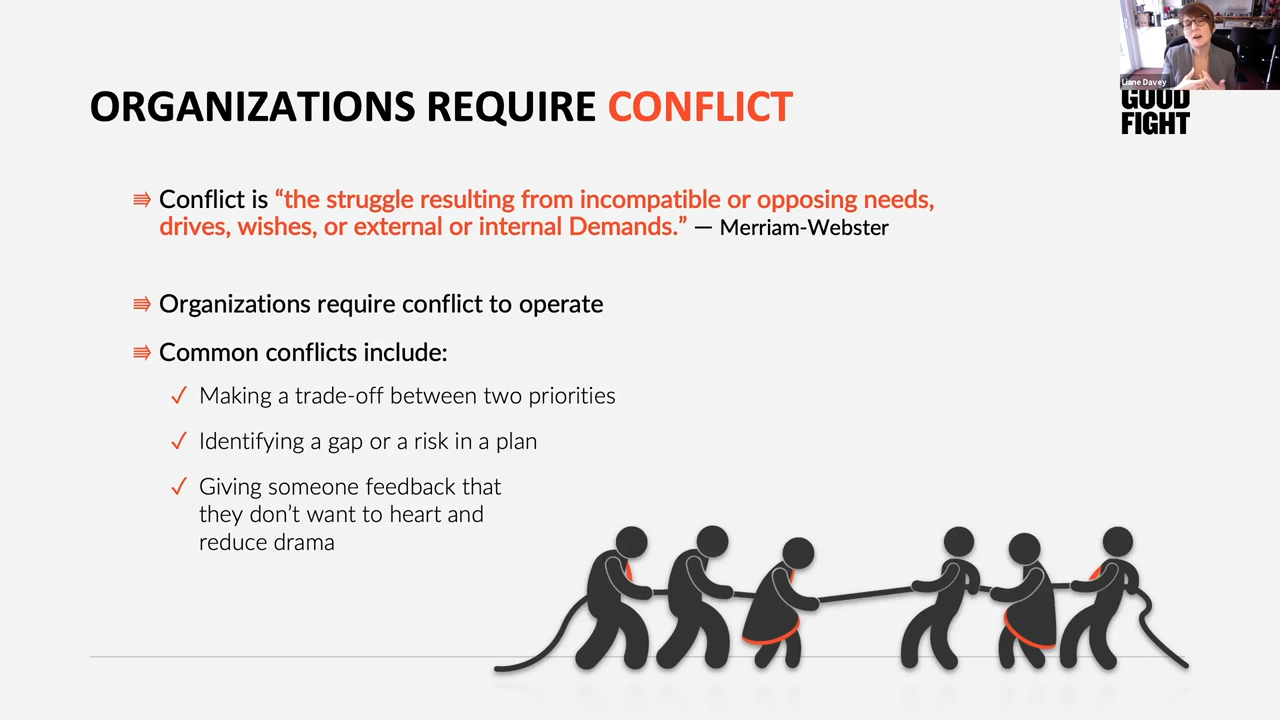 Liane Davey
GOOD
FIGHT
ORGANIZATIONS REQUIRE CONFLICT
Conflict is “the struggle resulting from incompatible or opposing needs,
drives, wishes, or external or internal Demands.” — Merriam-Webster
Organizations require conflict to operate
Common conflicts include:
Making a trade-off between two priorities
Identifying a gap or a risk in a plan
Giving someone feedback that
they don’t want to heart and
reduce drama